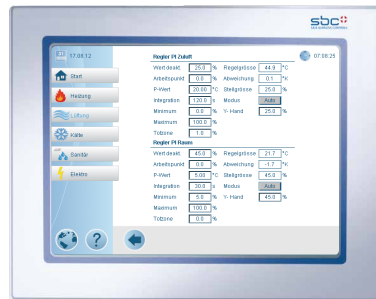 sbc
SAIA BURGESS CONTROLS
17.08.12
07:08:25
Start
Heizung
Lüftung
Kälte
Sanitär
Elektro
Regler PI Zuluft
Wert deakt. 25.0 % Regelgrösse 44.9 °C
Arbeitspunkt 0.0 % Abweichung 0.1 °K
P-Wert 20.00 °C Stellgrösse 25.0 %
Integration 120.0 s Modus Auto
Minimum 0.0 % Y- Hand 25.0 %
Maximum 100.0 %
Totzone 1.0 %
Regler PI Raum
Wert deakt. 45.0 % Regelgrösse 21.7 °C
Arbeitspunkt 0.0 % Abweichung -1.7 °K
P-Wert 5.00 °C Stellgrösse 45.0 %
Integration 30.0 s Modus Auto
Minimum 5.0 % Y- Hand 45.0 %
Maximum 100.0 %
Totzone 0.0 %
?